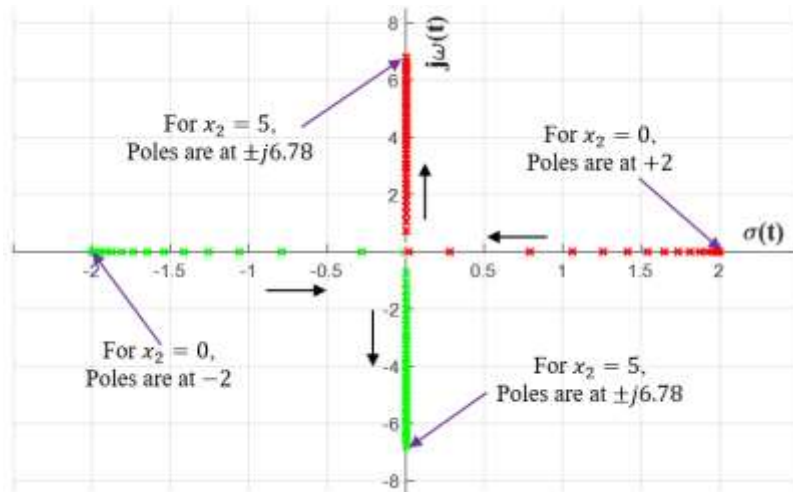 8
jω(t)
6
For x₂ = 5,
Poles are at ±j6.78
4
For x₂ = 0,
Poles are at +2
2
σ(t)
-2
-1.5
-1
-0.5
0
0.5
1
1.5
2
-2
For x₂ = 0,
Poles are at −2
-4
For x₂ = 5,
Poles are at ±j6.78
-6
-8